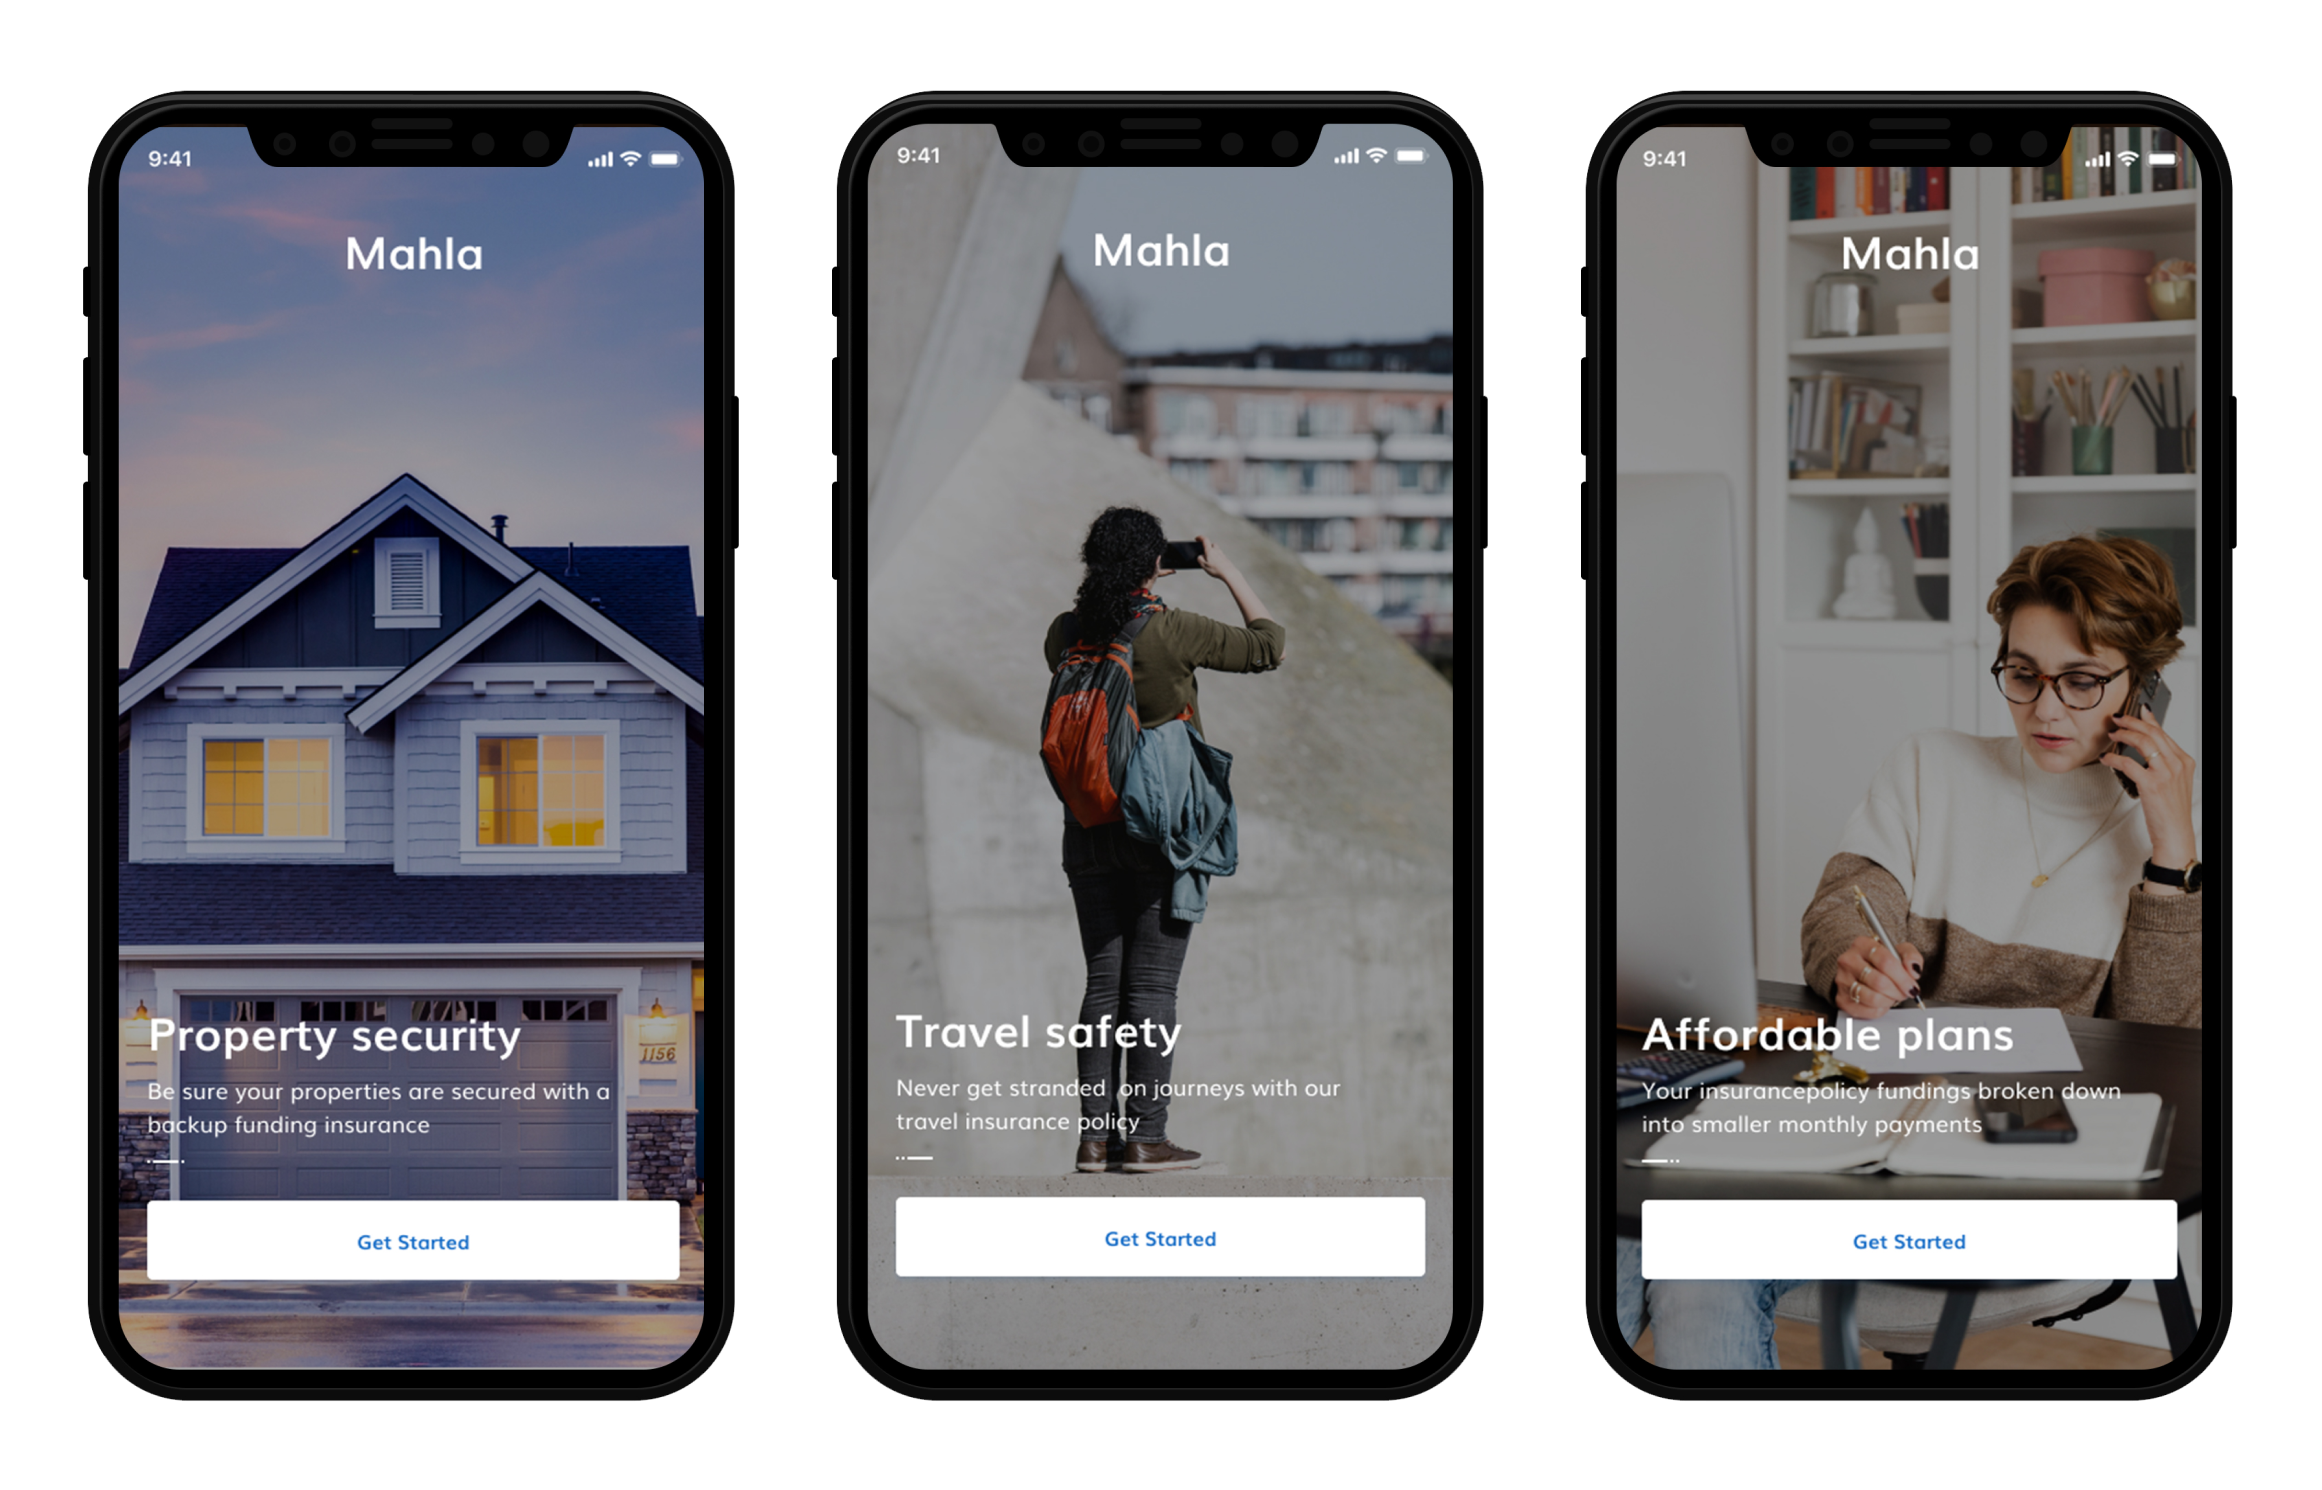 9:41
Mahla
Property security
1156
Be sure your properties are secured with a
backup funding insurance
Get Started
9:41
Mahla
Travel safety
Never get stranded  on journeys with our
travel insurance policy
Get Started
9:41
Mahla
Affordable plans
Your insurancepolicy fundings broken down
into smaller monthly payments
Get Started